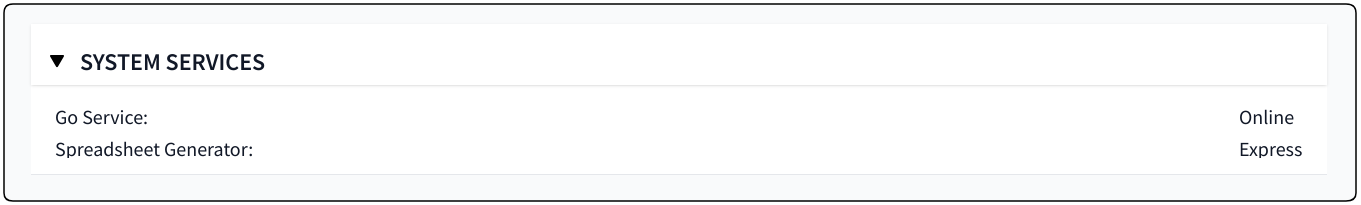 SYSTEM SERVICES
Go Service: Online
Spreadsheet Generator: Express